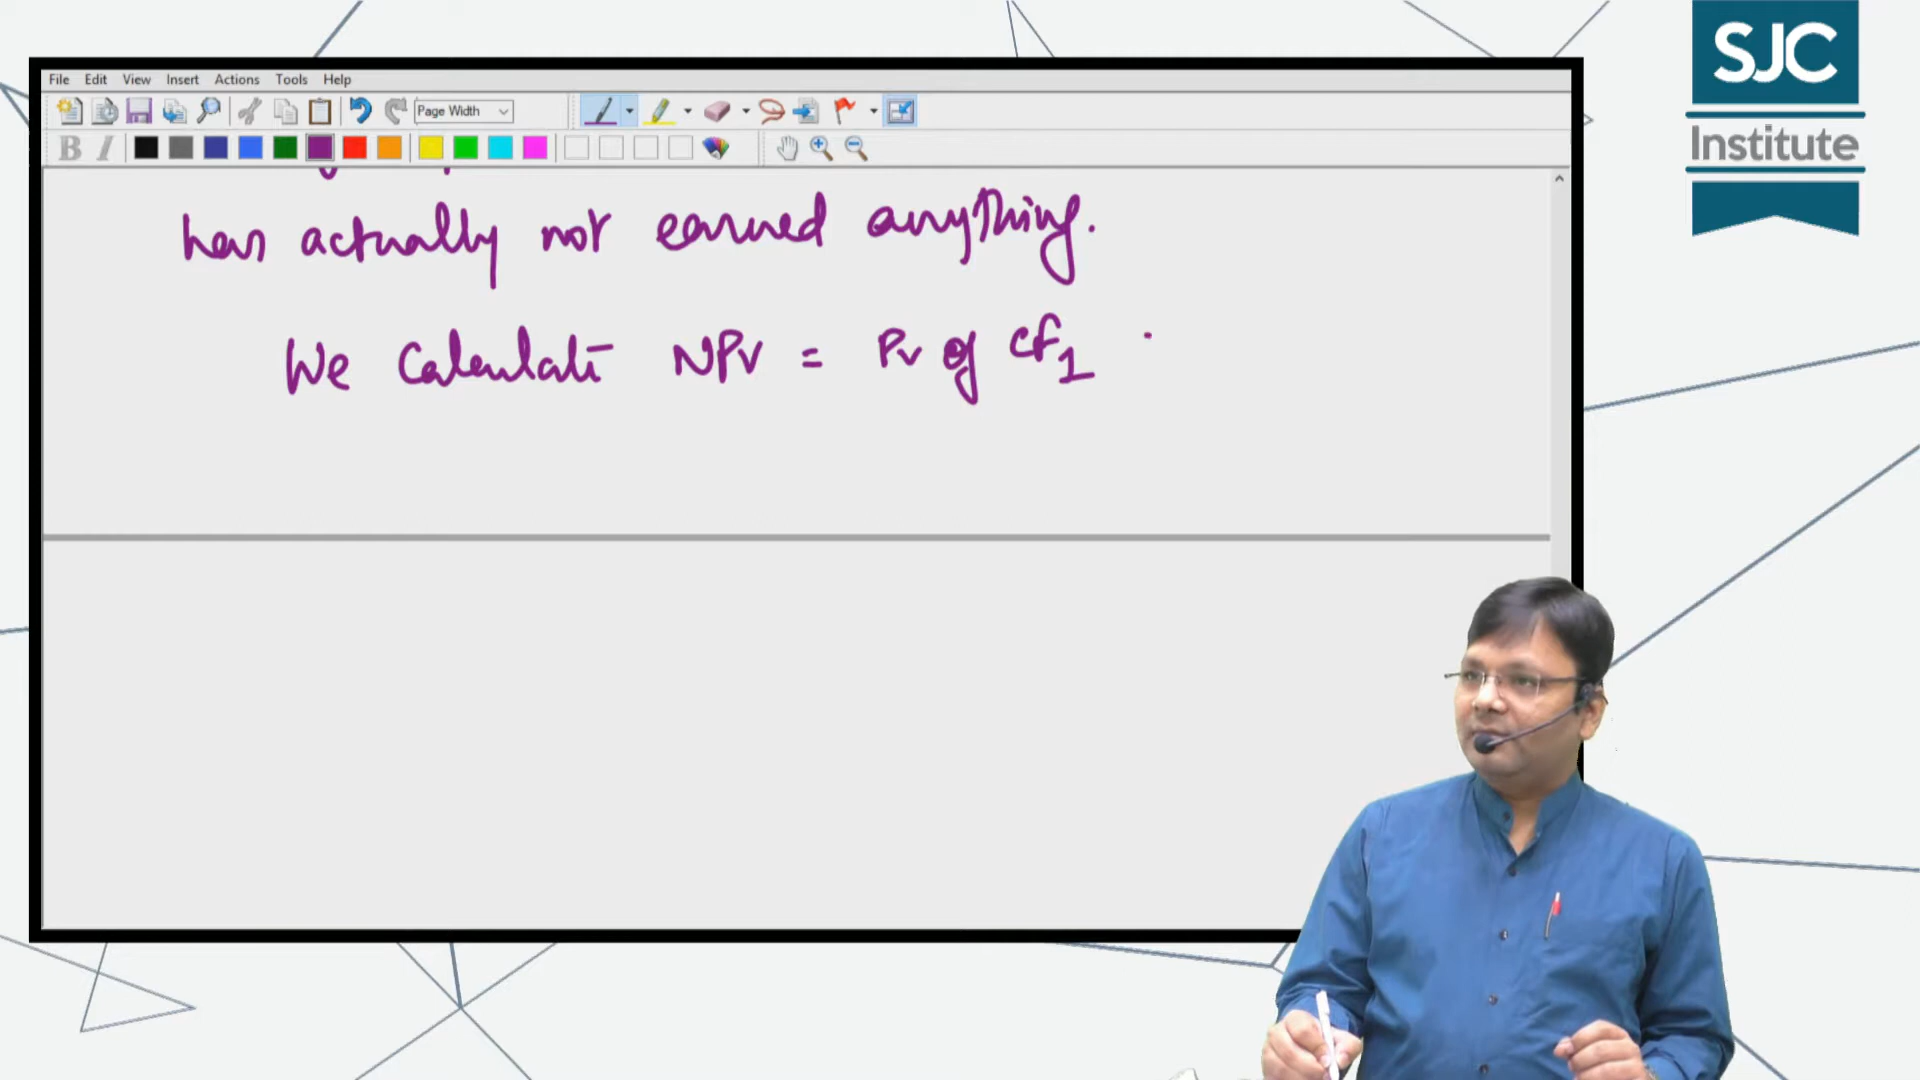 SJC
Institute
File Edit View Insert Actions Tools Help
Page Width
B I
has actually not earned anything.
We Calculate NPV = PV of CF1